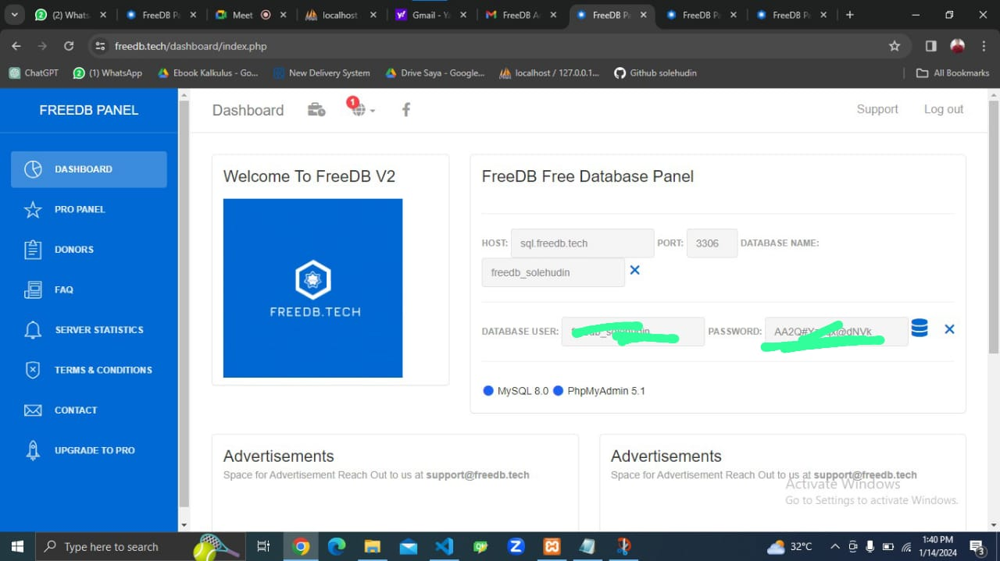 (2) Whats
FreeDB Pa
Meet
localhost
Gmail - Ya
FreeDB A
FreeDB Pa
FreeDB Pa
FreeDB Pa
freedb.tech/dashboard/index.php
ChatGPT
(1) WhatsApp
Ebook Kalkulus - Go...
New Delivery System
Drive Saya - Google...
localhost / 127.0.0.1...
Github solehudin
All Bookmarks
FREEDB PANEL
Dashboard
1
Support
Log out
DASHBOARD
PRO PANEL
DONORS
FAQ
SERVER STATISTICS
TERMS & CONDITIONS
CONTACT
UPGRADE TO PRO
Welcome To FreeDB V2
FREEDB.TECH
FreeDB Free Database Panel
HOST: sql.freedb.tech PORT: 3306 DATABASE NAME:
freedb_solehudin
DATABASE USER:
PASSWORD:
MySQL 8.0 PhpMyAdmin 5.1
Advertisements
Space for Advertisement Reach Out to us at support@freedb.tech
Advertisements
Space for Advertisement Reach Out to us at support@freedb.tech
Activate Windows
Go to Settings to activate Windows.
Type here to search
32°C
1:40 PM
1/14/2024
3